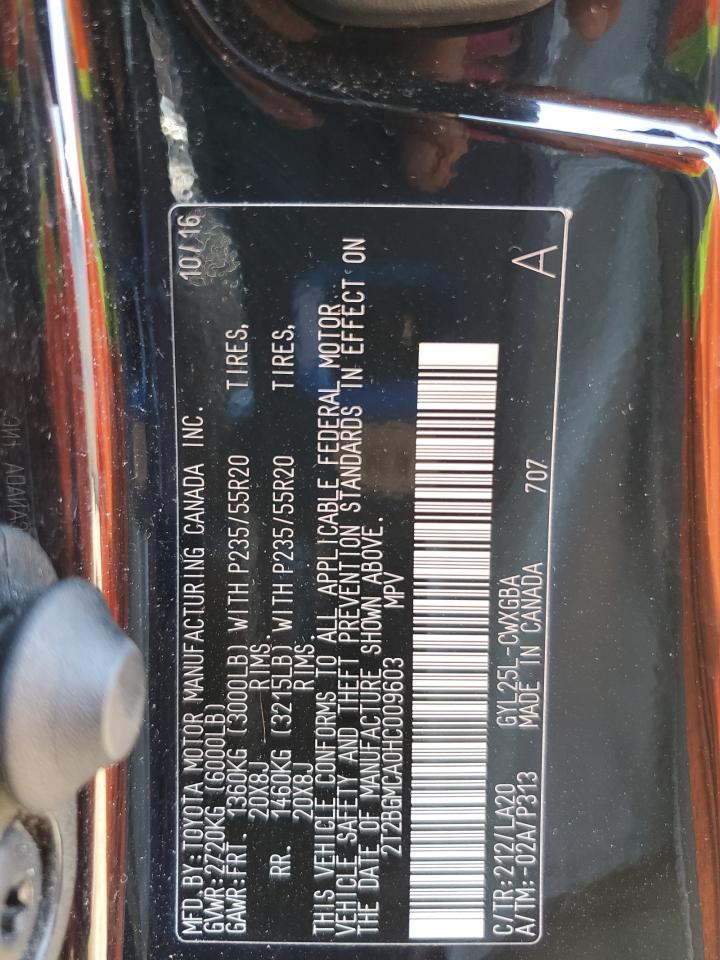 MFD.BY:TOYOTA MOTOR MANUFACTURING CANADA INC. 10/16
GVWR:2720KG (6000LB)
GAWR:FRT. 1360KG (3000LB) WITH P235/55R20 TIRES,
20X8J RIMS
RR. 1460KG (3215LB) WITH P235/55R20 TIRES,
20X8J RIMS
THIS VEHICLE CONFORMS TO ALL APPLICABLE FEDERAL MOTOR
VEHICLE SAFETY AND THEFT PREVENTION STANDARDS IN EFFECT ON
THE DATE OF MANUFACTURE SHOWN ABOVE.
2T2BGMCA0HC009603 MPV
C/TR:212/LA20 GYL25L-CWXGBA A
A/TM:-02A/P313 MADE IN CANADA 707